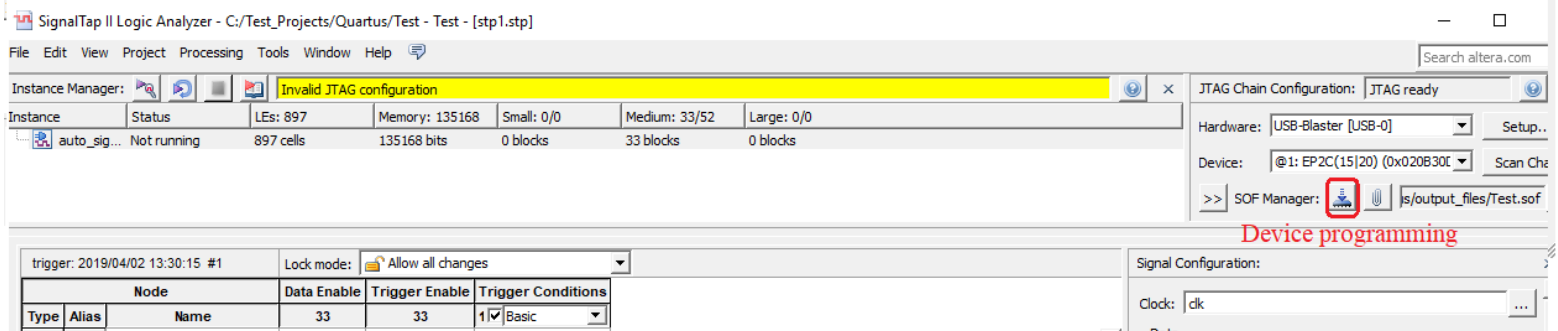 SignalTap II Logic Analyzer - C:/Test_Projects/Quartus/Test - Test - [stp1.stp]
File Edit View Project Processing Tools Window Help
Search altera.com
Instance Manager: Invalid JTAG configuration
JTAG Chain Configuration: JTAG ready
Instance Status LEs: 897 Memory: 135168 Small: 0/0 Medium: 33/52 Large: 0/0
auto_sig... Not running 897 cells 135168 bits 0 blocks 33 blocks 0 blocks
Hardware: USB-Blaster [USB-0] Setup..
Device: @1: EP2C(15|20) (0x020B30D Scan Cha
>> SOF Manager: us/output_files/Test.sof
Device programming
trigger: 2019/04/02 13:30:15 #1 Lock mode: Allow all changes
Signal Configuration:
Node Data Enable Trigger Enable Trigger Conditions
Type Alias Name 33 33 1 Basic
Clock: clk ...